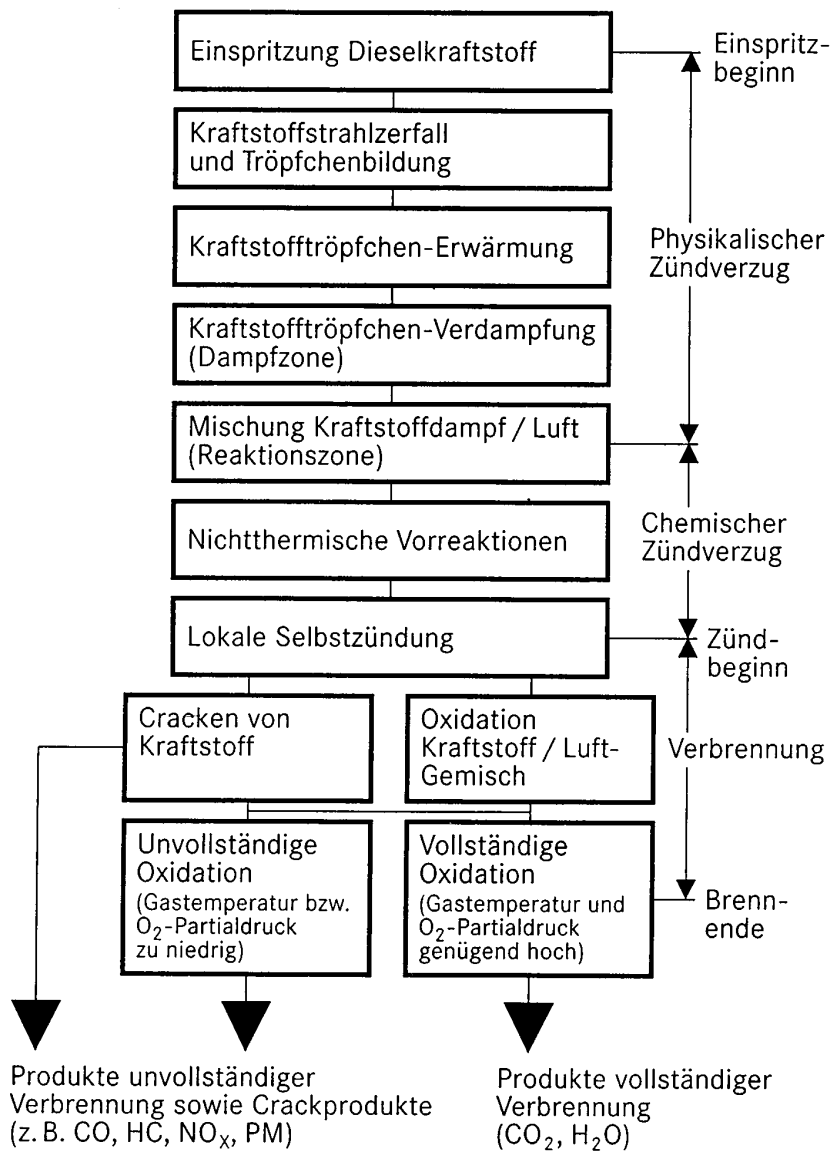 Einspritzung Dieselkraftstoff
Einspritz-
beginn
Kraftstoffstrahlzerfall
und Tröpfchenbildung
Kraftstofftröpfchen-Erwärmung
Physikalischer
Zündverzug
Kraftstofftröpfchen-Verdampfung
(Dampfzone)
Mischung Kraftstoffdampf / Luft
(Reaktionszone)
Nichtthermische Vorreaktionen
Chemischer
Zündverzug
Lokale Selbstzündung
Zünd-
beginn
Cracken von
Kraftstoff
Oxidation
Kraftstoff / Luft-
Gemisch
Verbrennung
Unvollständige
Oxidation
(Gastemperatur bzw.
O₂-Partialdruck
zu niedrig)
Vollständige
Oxidation
(Gastemperatur und
O₂-Partialdruck
genügend hoch)
Brenn-
ende
Produkte unvollständiger
Verbrennung sowie Crackprodukte
(z. B. CO, HC, NOₓ, PM)
Produkte vollständiger
Verbrennung
(CO₂, H₂O)